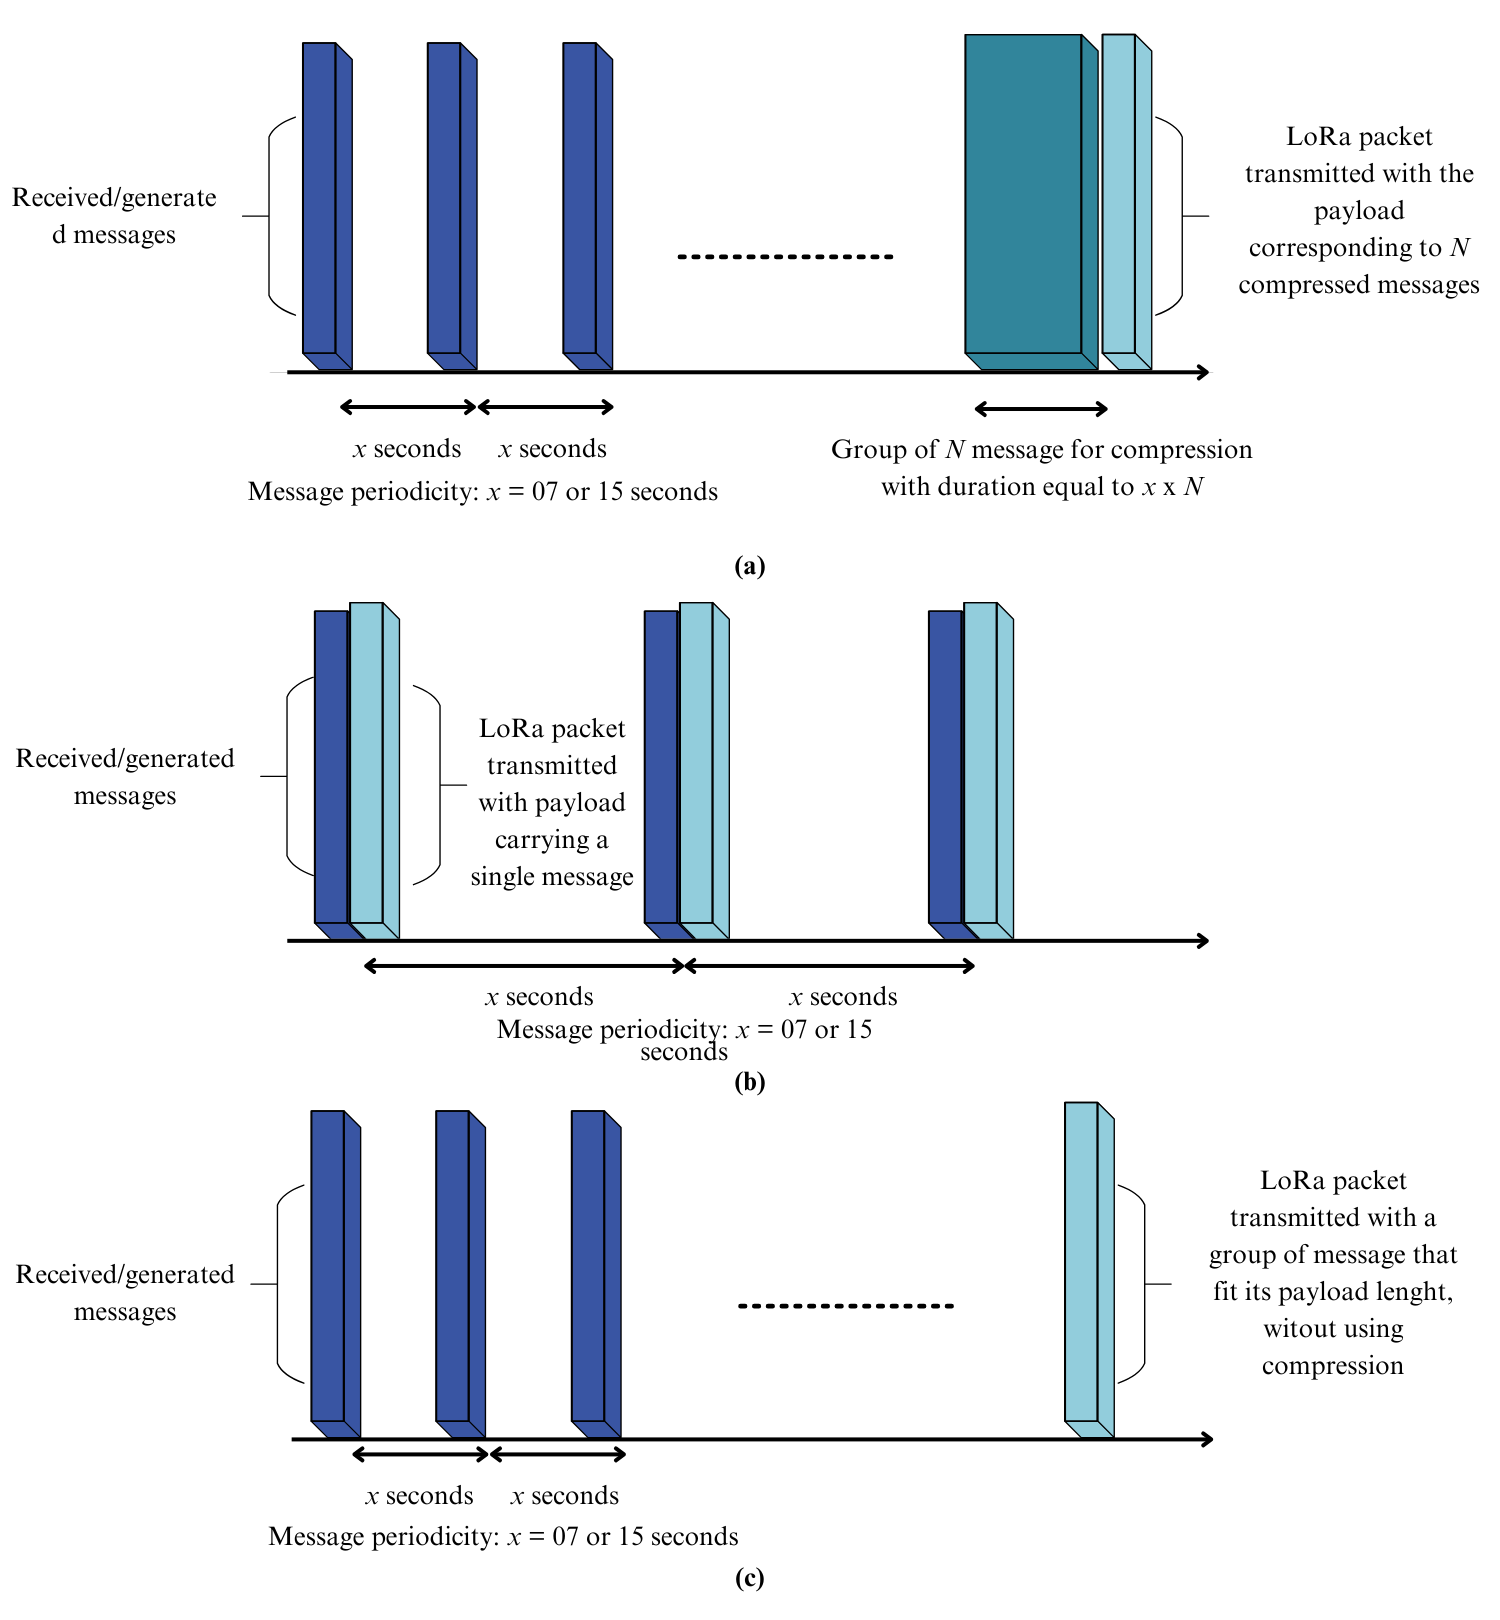 Received/generate
d messages
LoRa packet
transmitted with the
payload
corresponding to N
compressed messages
x seconds
x seconds
Message periodicity: x = 07 or 15 seconds
Group of N message for compression
with duration equal to x x N
(a)
Received/generated
messages
LoRa packet
transmitted
with payload
carrying a
single message
x seconds
x seconds
Message periodicity: x = 07 or 15
seconds
(b)
Received/generated
messages
LoRa packet
transmitted with a
group of message that
fit its payload lenght,
witout using
compression
x seconds
x seconds
Message periodicity: x = 07 or 15 seconds
(c)